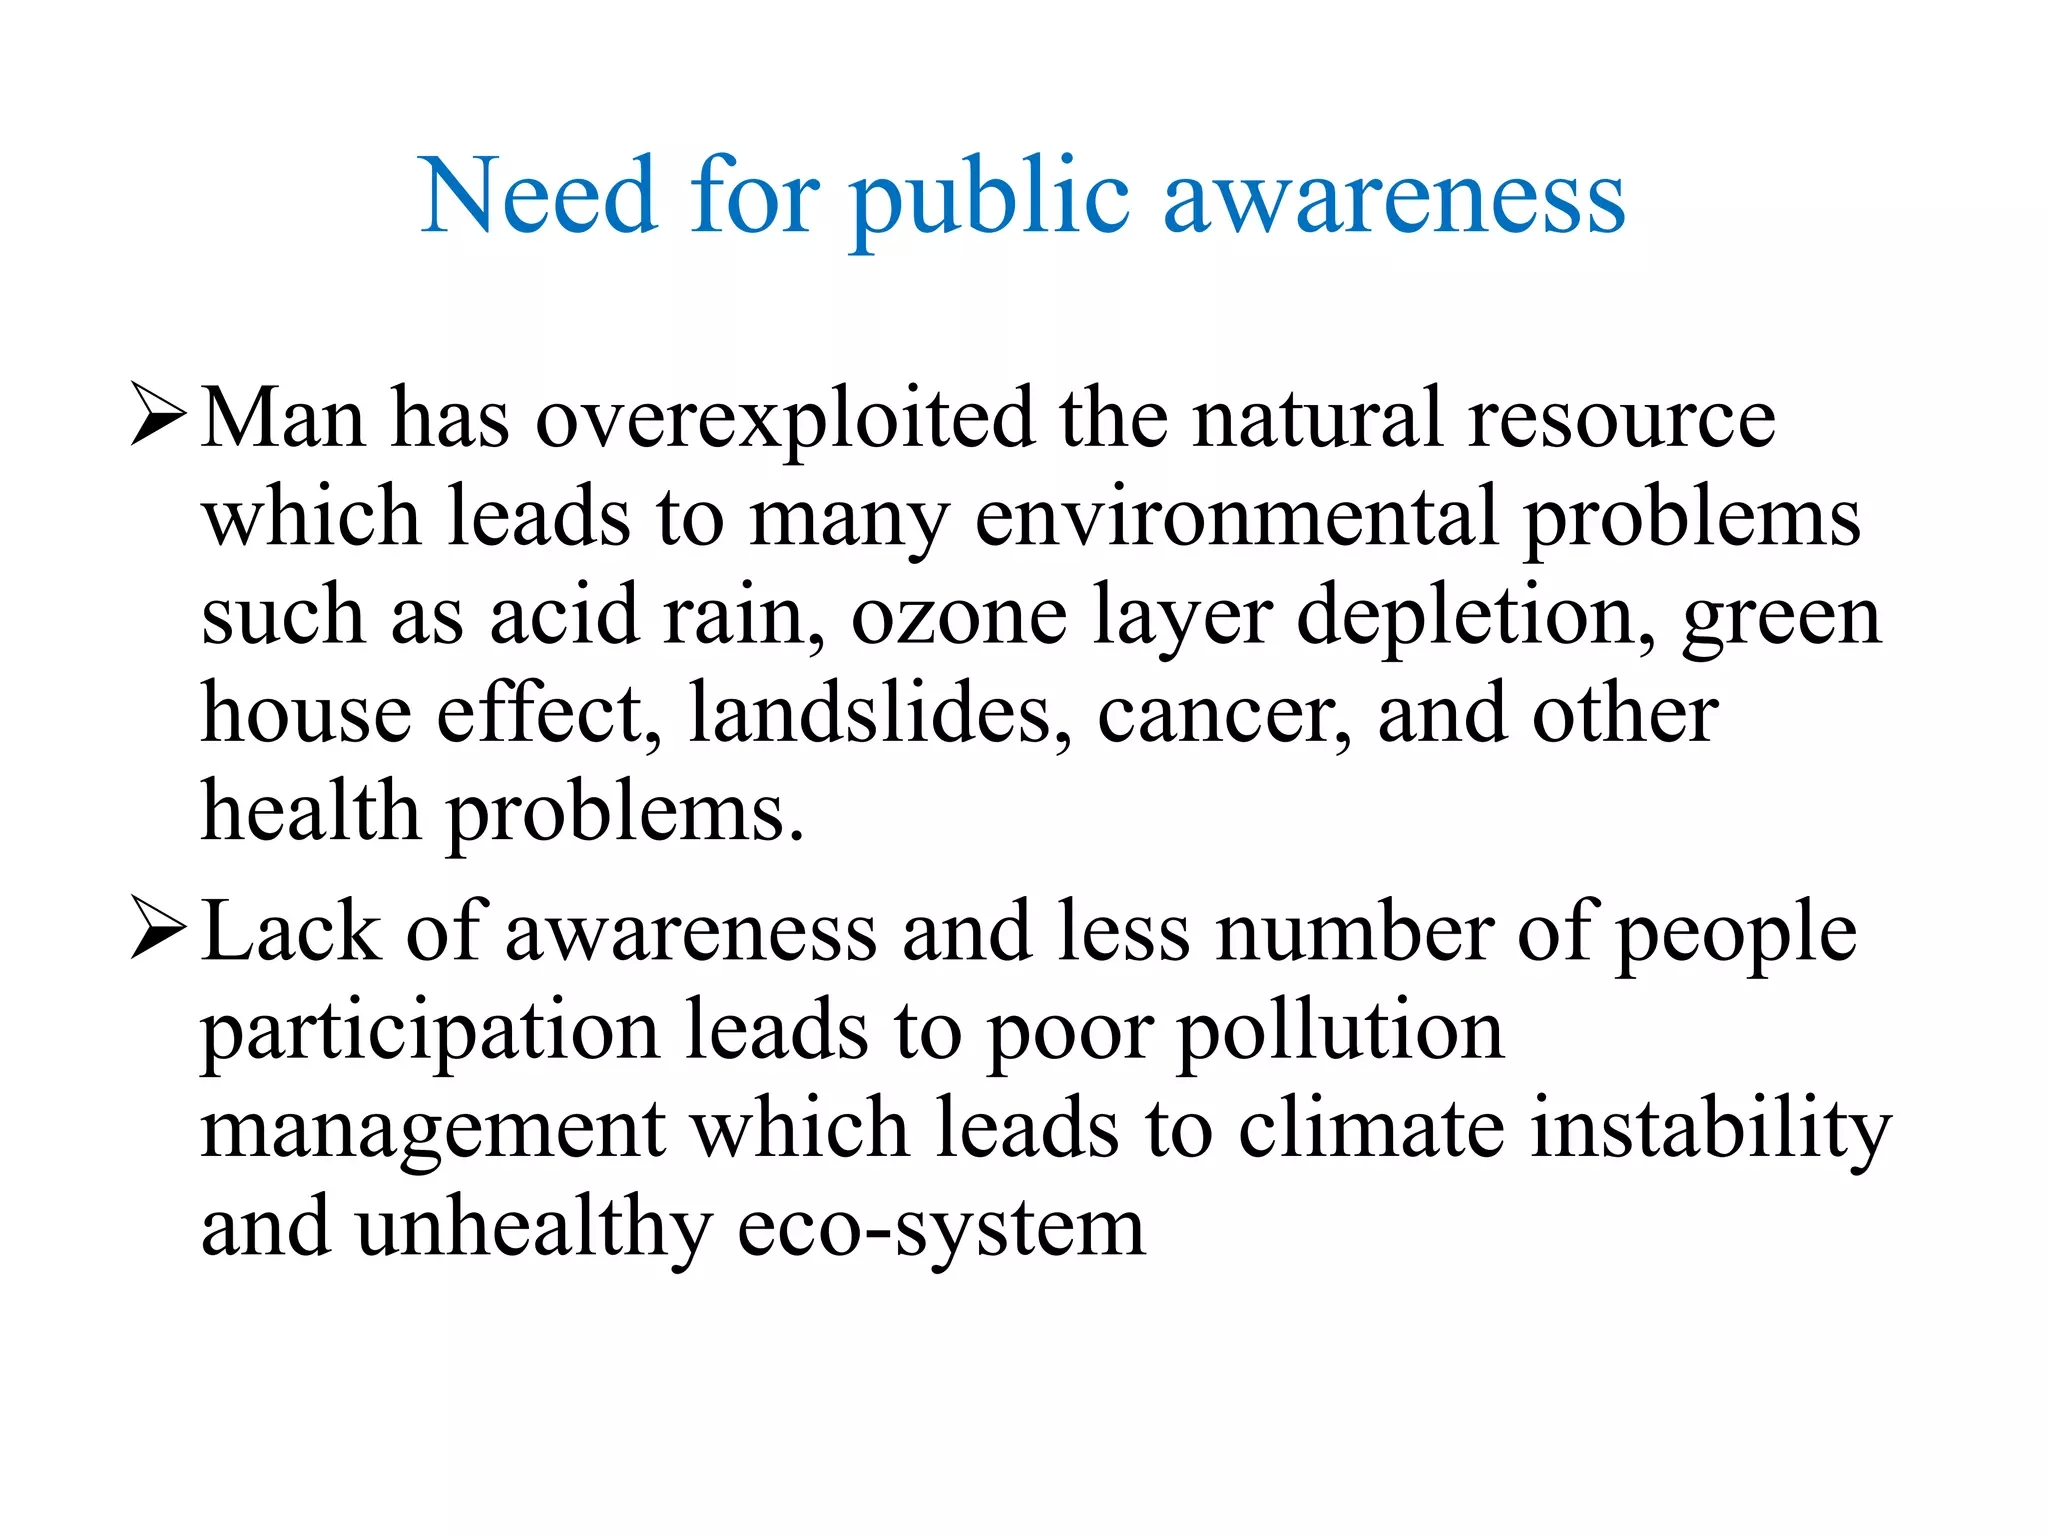 Need for public awareness
➢Man has overexploited the natural resource
which leads to many environmental problems
such as acid rain, ozone layer depletion, green
house effect, landslides, cancer, and other
health problems.
➢Lack of awareness and less number of people
participation leads to poor pollution
management which leads to climate instability
and unhealthy eco-system